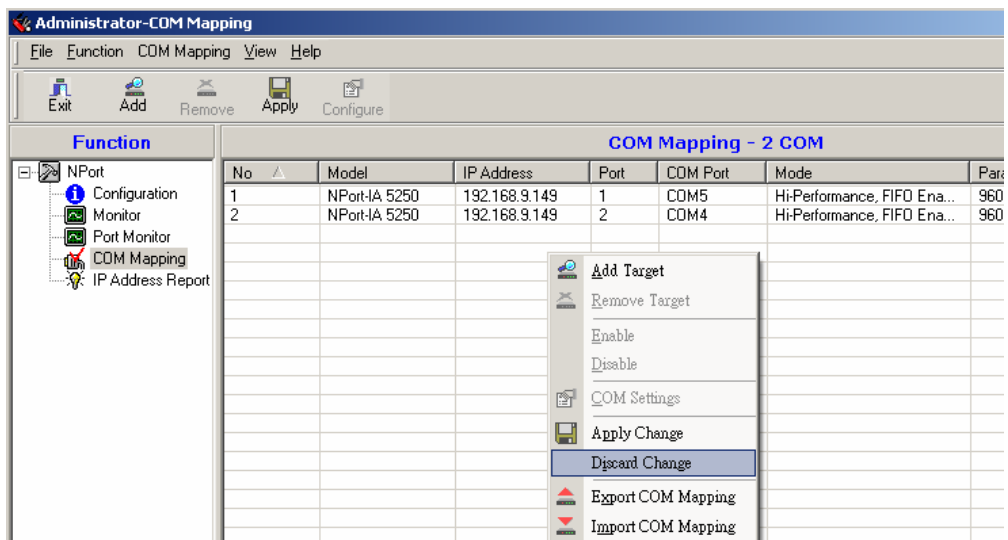 Administrator-COM Mapping
File Function COM Mapping View Help
Exit Add Remove Apply Configure
Function
COM Mapping - 2 COM
NPort
Configuration
Monitor
Port Monitor
COM Mapping
IP Address Report
No Model IP Address Port COM Port Mode Para
1 NPort-IA 5250 192.168.9.149 1 COM5 Hi-Performance, FIFO Ena... 960
2 NPort-IA 5250 192.168.9.149 2 COM4 Hi-Performance, FIFO Ena... 960
Add Target
Remove Target
Enable
Disable
COM Settings
Apply Change
Discard Change
Export COM Mapping
Import COM Mapping